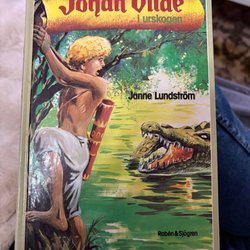 Johan Vilde
i urskogen
Janne Lundström
Rabén & Sjögren